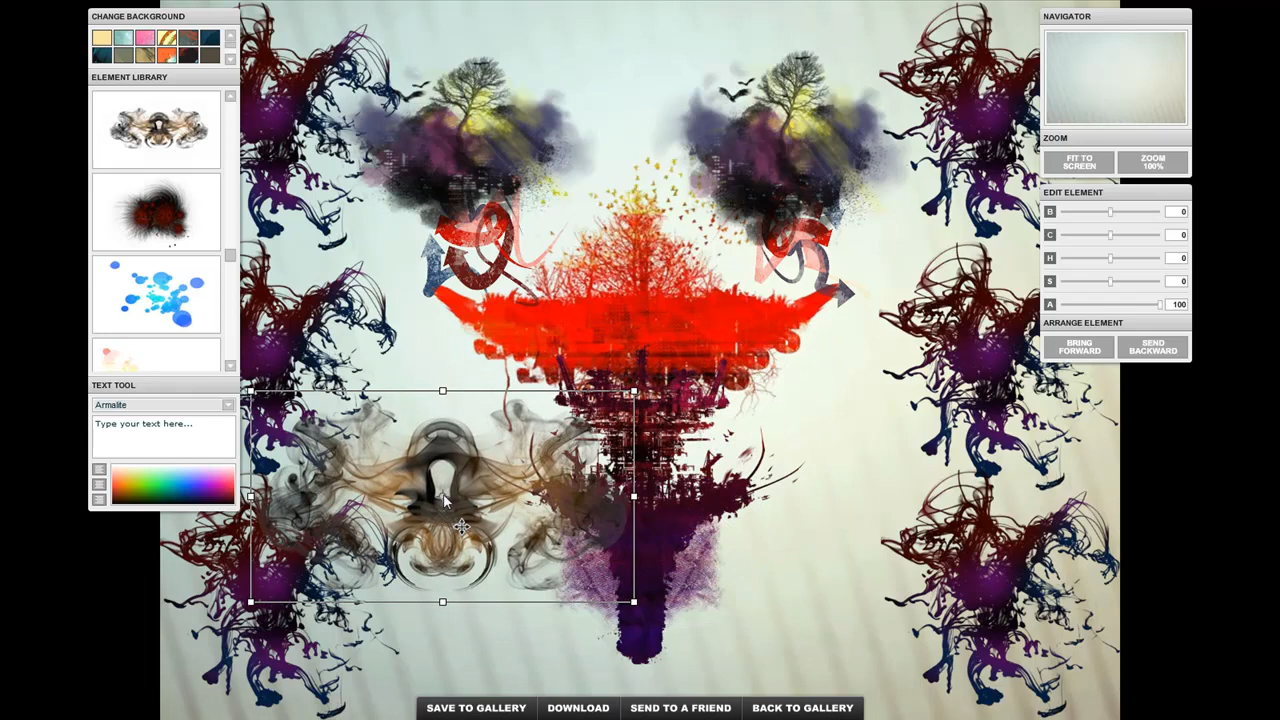 CHANGE BACKGROUND
ELEMENT LIBRARY
TEXT TOOL
Armalite
Type your text here...
NAVIGATOR
ZOOM
FIT TO
SCREEN
ZOOM
100%
EDIT ELEMENT
B 0
C 0
H 0
S 0
A 100
ARRANGE ELEMENT
BRING
FORWARD
SEND
BACKWARD
SAVE TO GALLERY
DOWNLOAD
SEND TO A FRIEND
BACK TO GALLERY